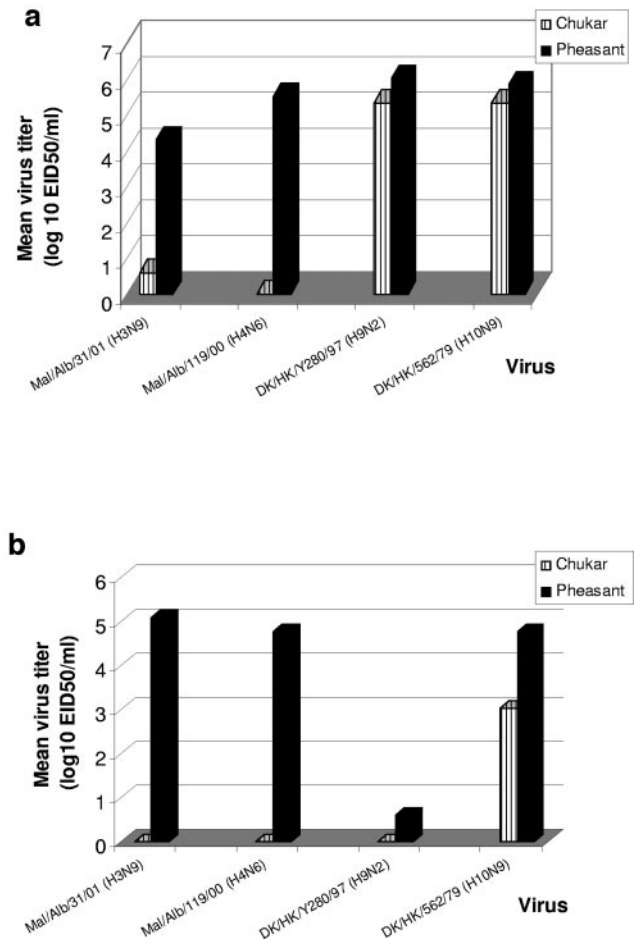 a
Chukar
Pheasant
Mean virus titer
(log 10 EID50/ml)
7
6
5
4
3
2
1
0
Mal/Alb/31/01 (H3N9)
Mal/Alb/119/00 (H4N6)
DK/HK/Y280/97 (H9N2)
DK/HK/562/79 (H10N9)
Virus
b
Chukar
Pheasant
Mean virus titer
(log10 EID50/ml)
6
5
4
3
2
1
0
Mal/Alb/31/01 (H3N9)
Mal/Alb/119/00 (H4N6)
DK/HK/Y280/97 (H9N2)
DK/HK/562/79 (H10N9)
Virus